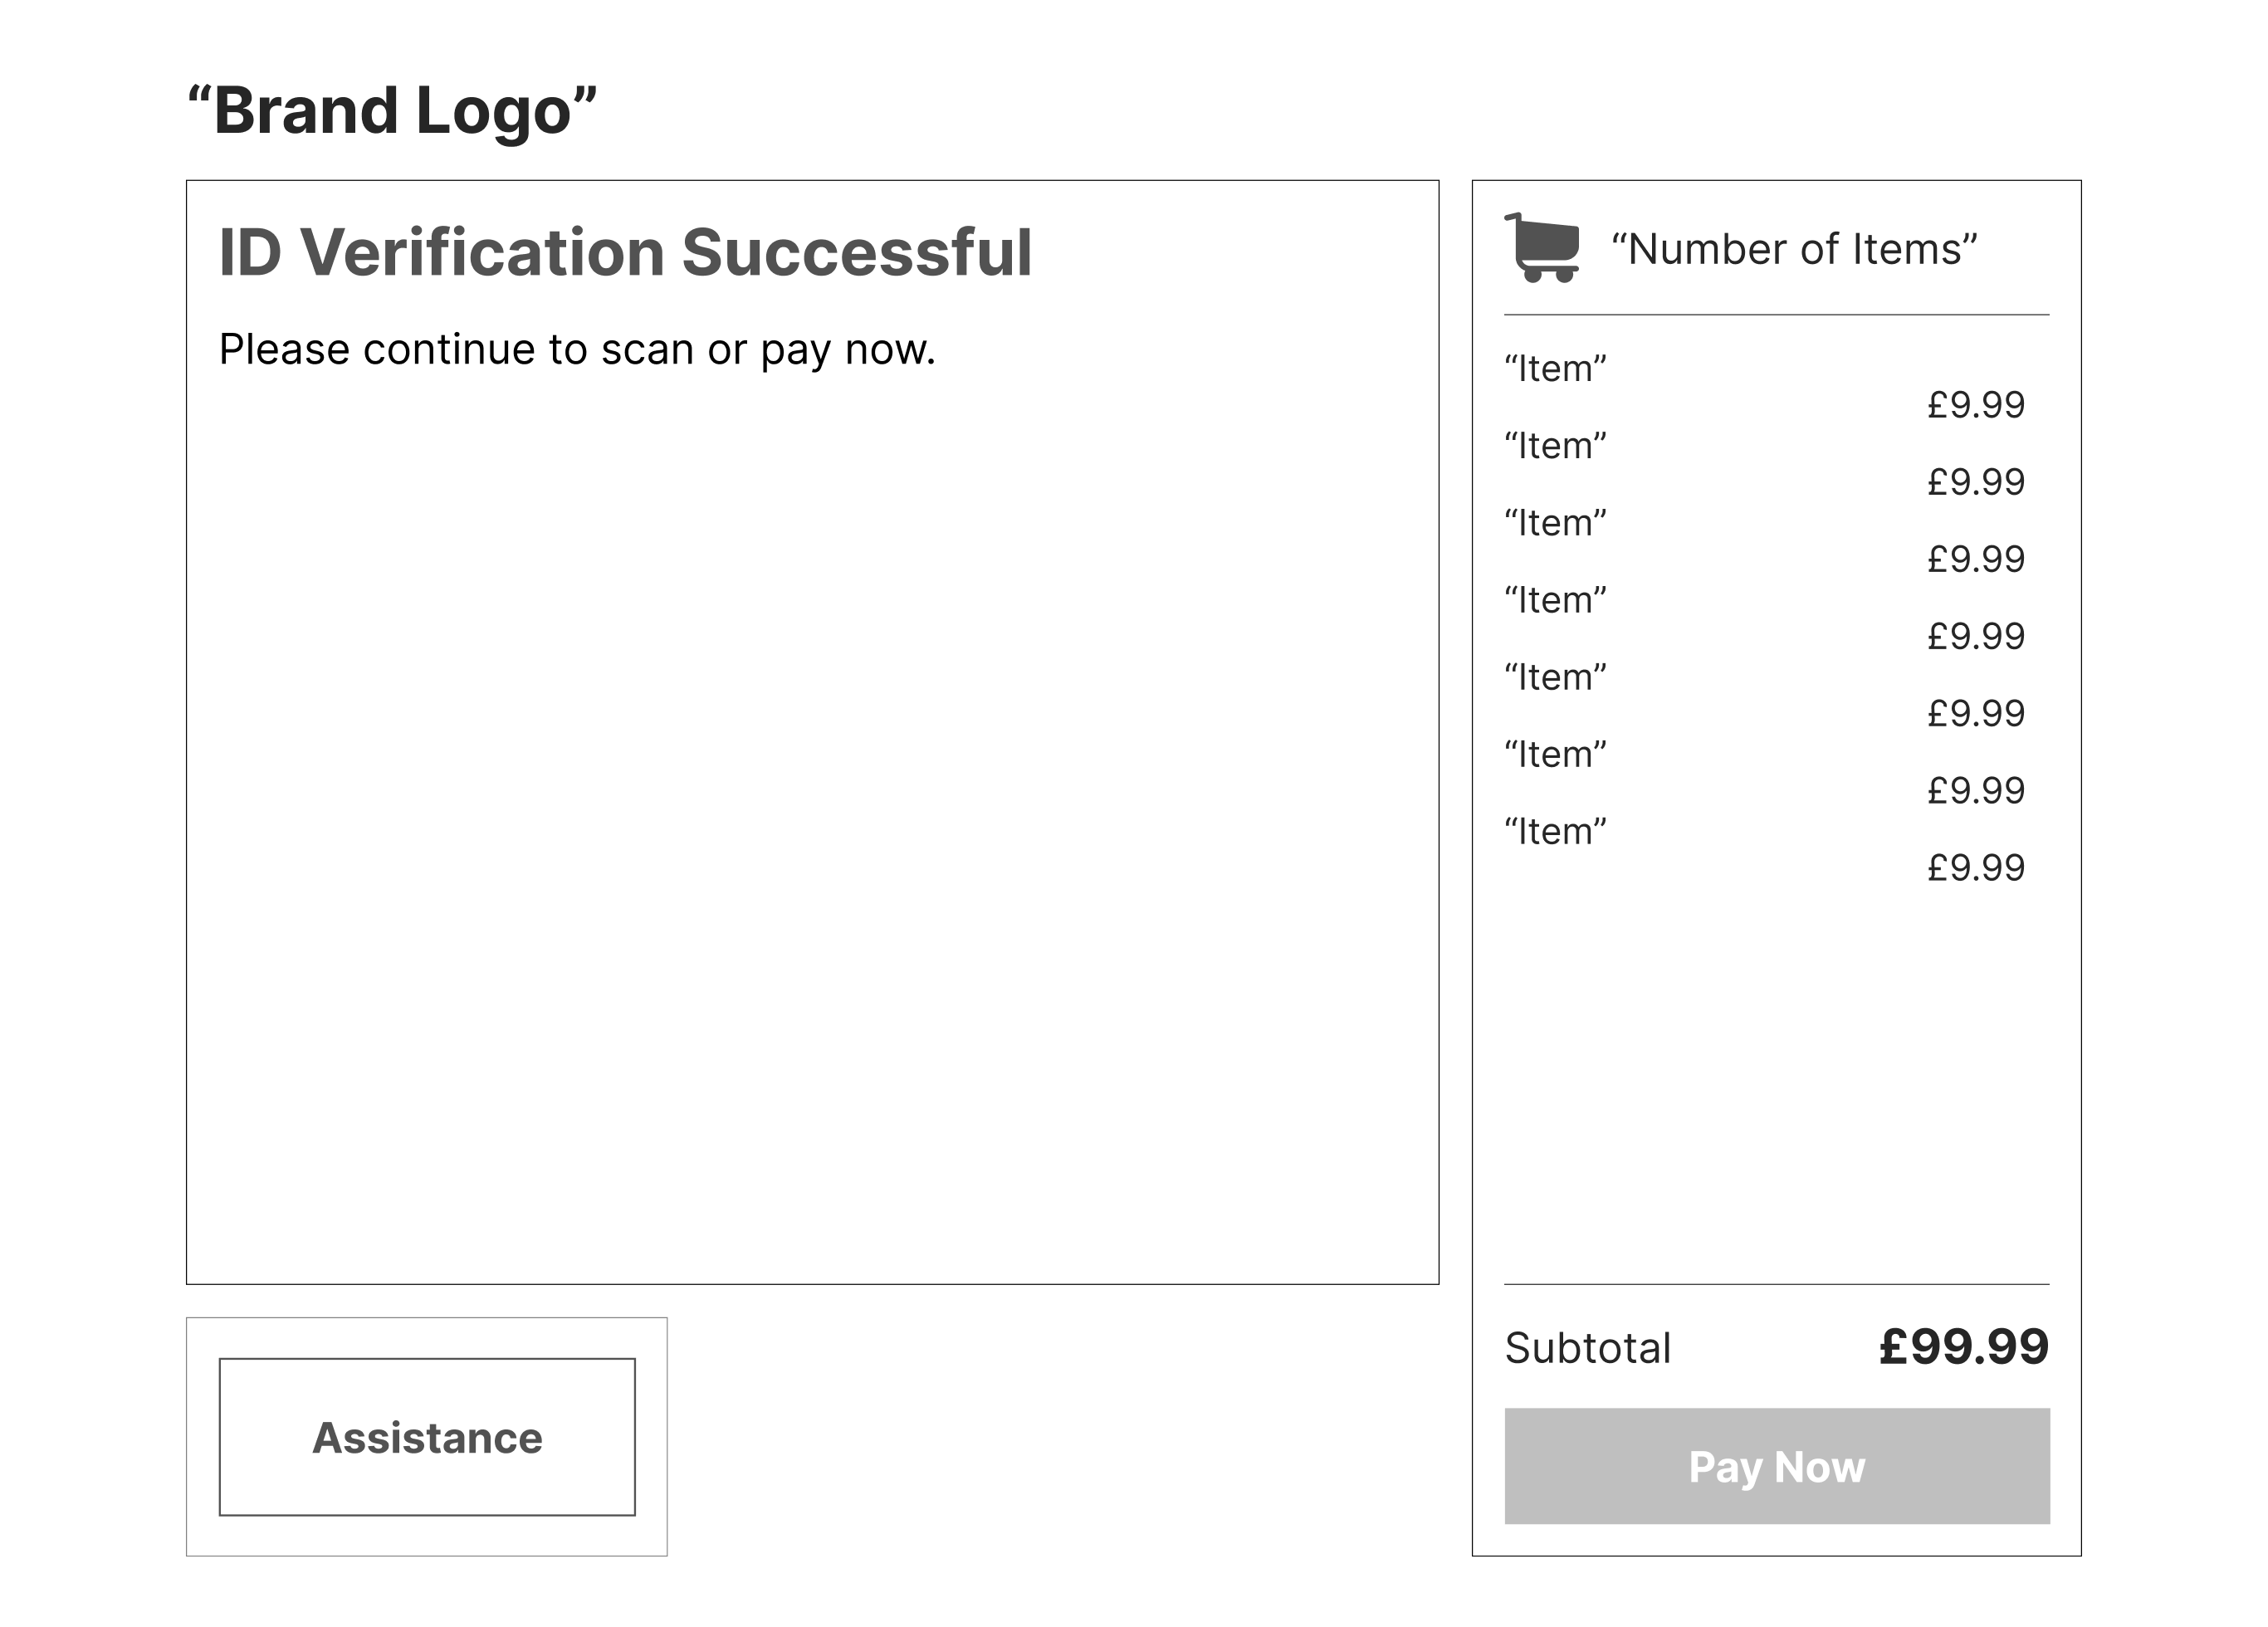 “Brand Logo”
ID Verification Successful
Please continue to scan or pay now.
Assistance
“Number of Items”
“Item”
£9.99
“Item”
£9.99
“Item”
£9.99
“Item”
£9.99
“Item”
£9.99
“Item”
£9.99
“Item”
£9.99
Subtotal £99.99
Pay Now